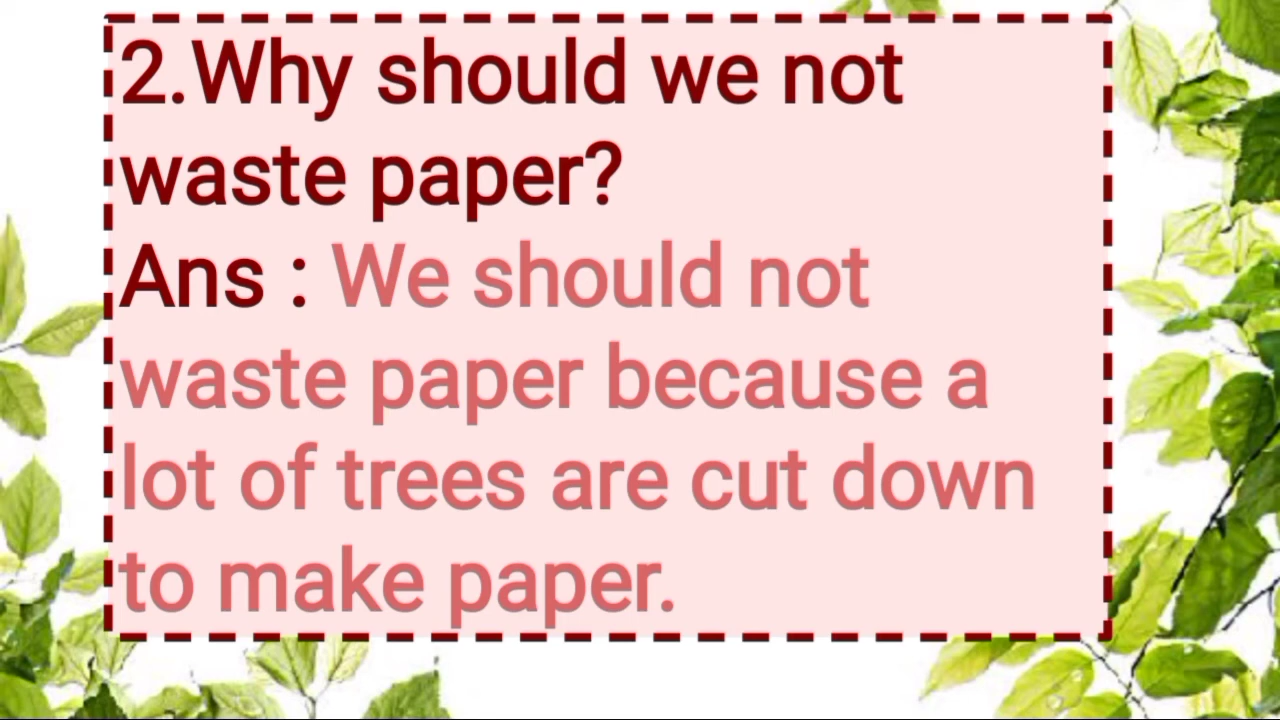 2.Why should we not
waste paper?
Ans : We should not
waste paper because a
lot of trees are cut down
to make paper.